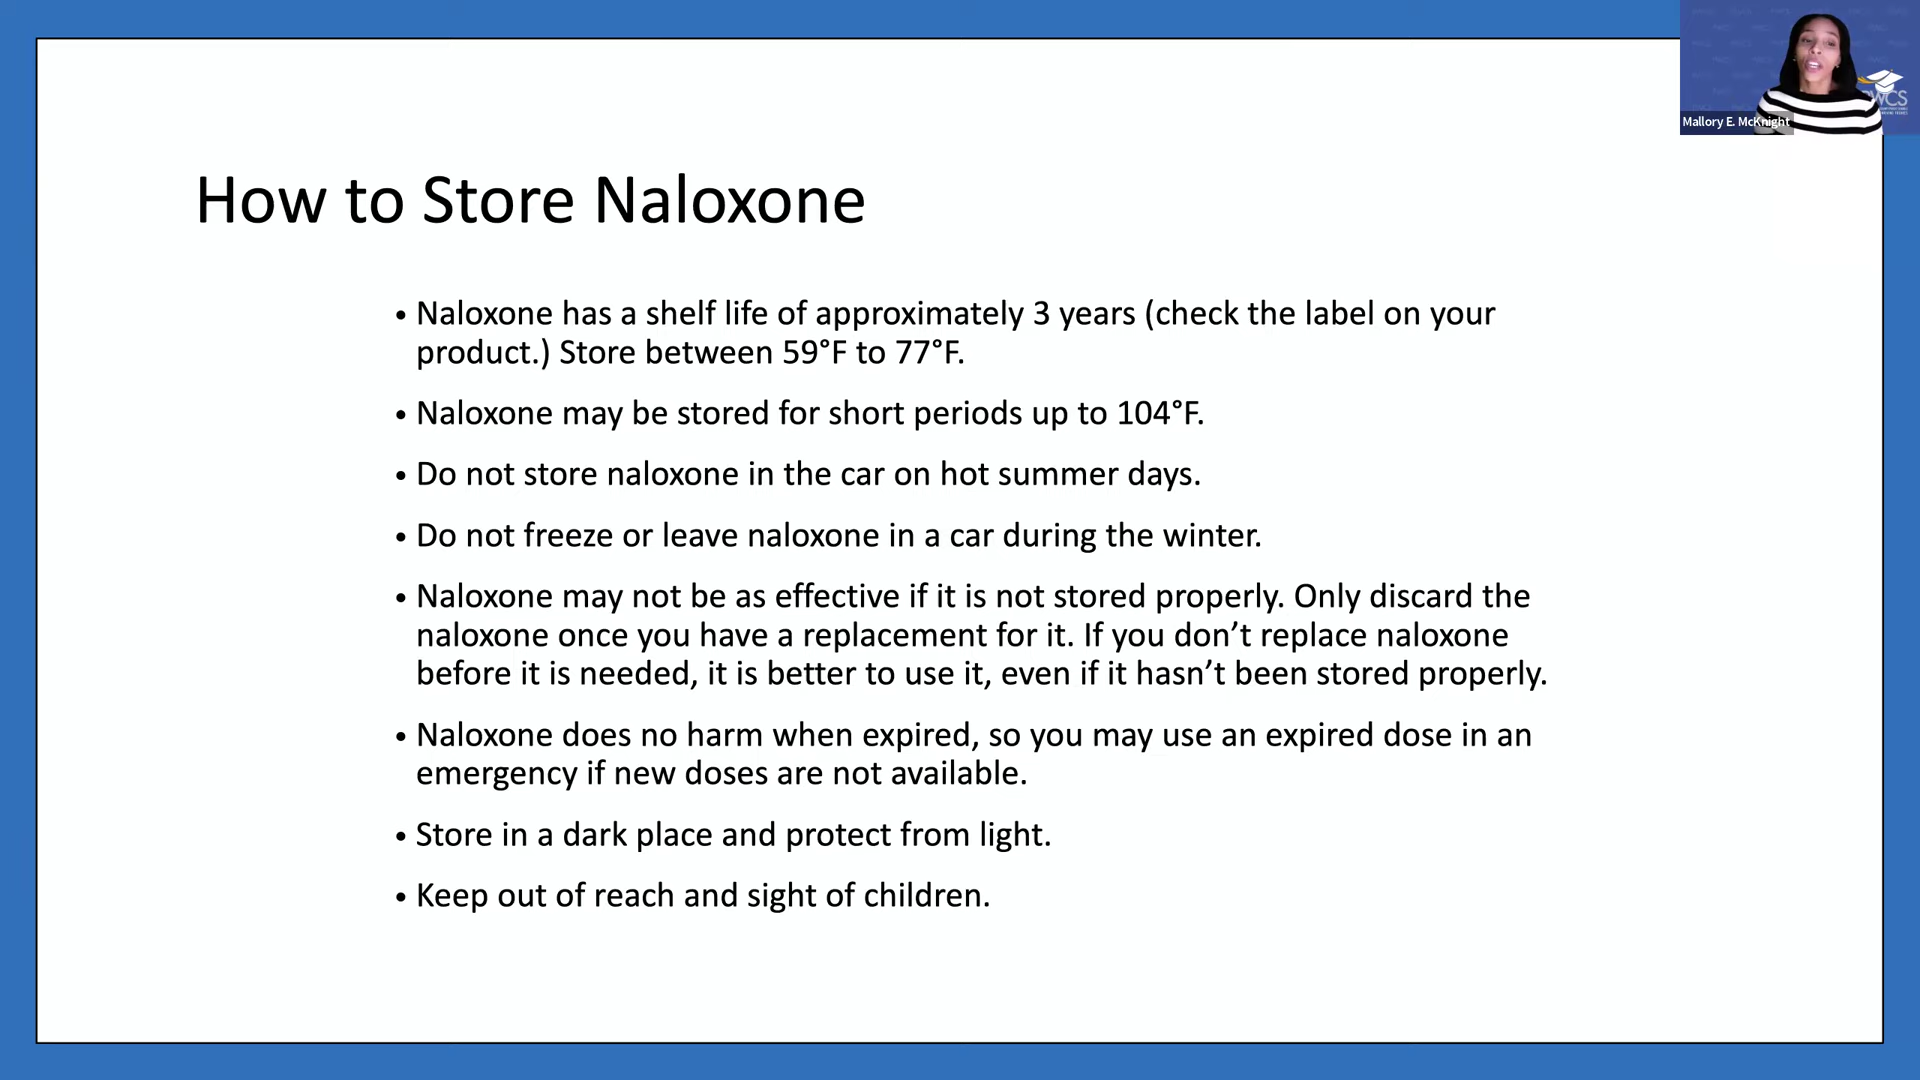 Mallory E. McKnight
How to Store Naloxone
• Naloxone has a shelf life of approximately 3 years (check the label on your
product.) Store between 59°F to 77°F.
• Naloxone may be stored for short periods up to 104°F.
• Do not store naloxone in the car on hot summer days.
• Do not freeze or leave naloxone in a car during the winter.
• Naloxone may not be as effective if it is not stored properly. Only discard the
naloxone once you have a replacement for it. If you don’t replace naloxone
before it is needed, it is better to use it, even if it hasn’t been stored properly.
• Naloxone does no harm when expired, so you may use an expired dose in an
emergency if new doses are not available.
• Store in a dark place and protect from light.
• Keep out of reach and sight of children.